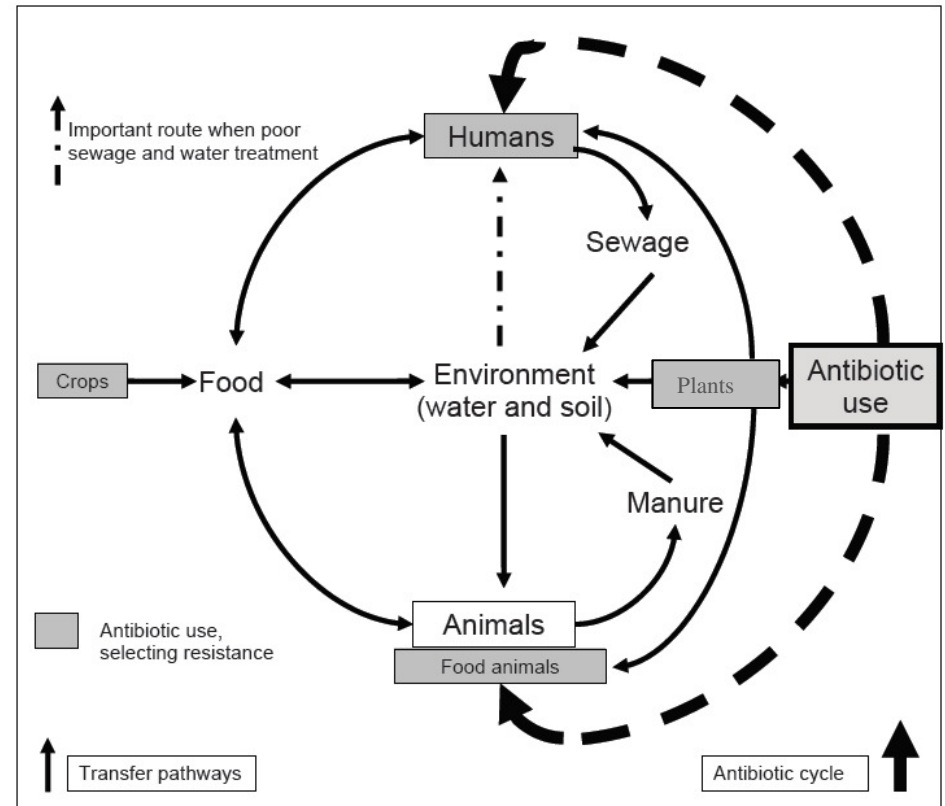 Important route when poor
sewage and water treatment
Humans
Sewage
Crops
Food
Environment
(water and soil)
Plants
Antibiotic
use
Manure
Animals
Food animals
Antibiotic use,
selecting resistance
Transfer pathways
Antibiotic cycle